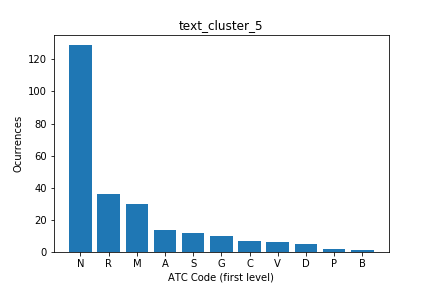 text_cluster_5
120
100
80
60
40
20
0
Ocurrences
N R M A S G C V D P B
ATC Code (first level)